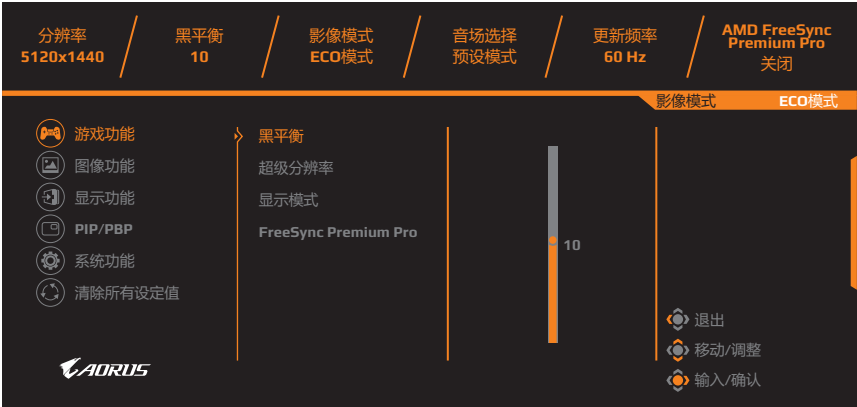 分辨率
5120x1440
黑平衡
10
影像模式
ECO模式
音场选择
预设模式
更新频率
60 Hz
AMD FreeSync
Premium Pro
关闭
影像模式 ECO模式
游戏功能
图像功能
显示功能
PIP/PBP
系统功能
清除所有设定值
黑平衡
超级分辨率
显示模式
FreeSync Premium Pro
10
退出
移动/调整
输入/确认
AORUS